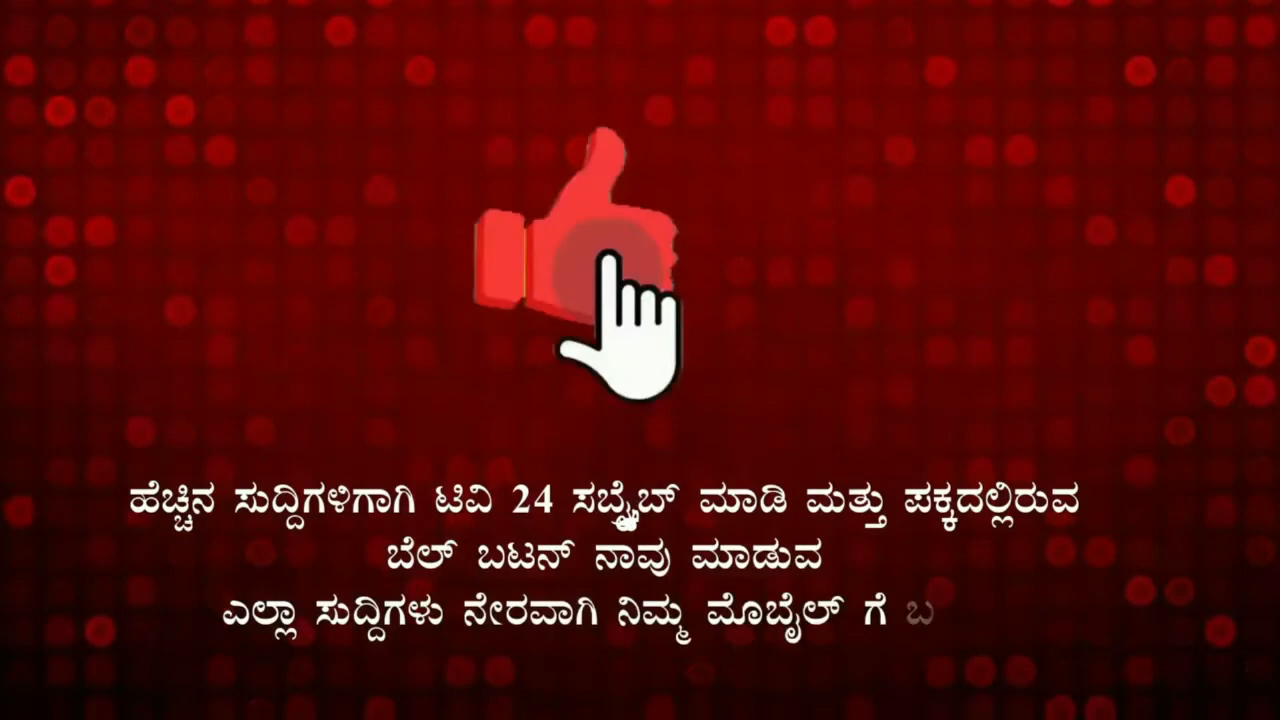 ಹೆಚ್ಚಿನ ಸುದ್ದಿಗಳಿಗಾಗಿ ಟಿವಿ 24 ಸಬ್ಸ್ಕ್ರೈಬ್ ಮಾಡಿ ಮತ್ತು ಪಕ್ಕದಲ್ಲಿರುವ
ಬೆಲ್ ಬಟನ್ ನಾವು ಮಾಡುವ
ಎಲ್ಲಾ ಸುದ್ದಿಗಳು ನೇರವಾಗಿ ನಿಮ್ಮ ಮೊಬೈಲ್ ಗೆ ಬ